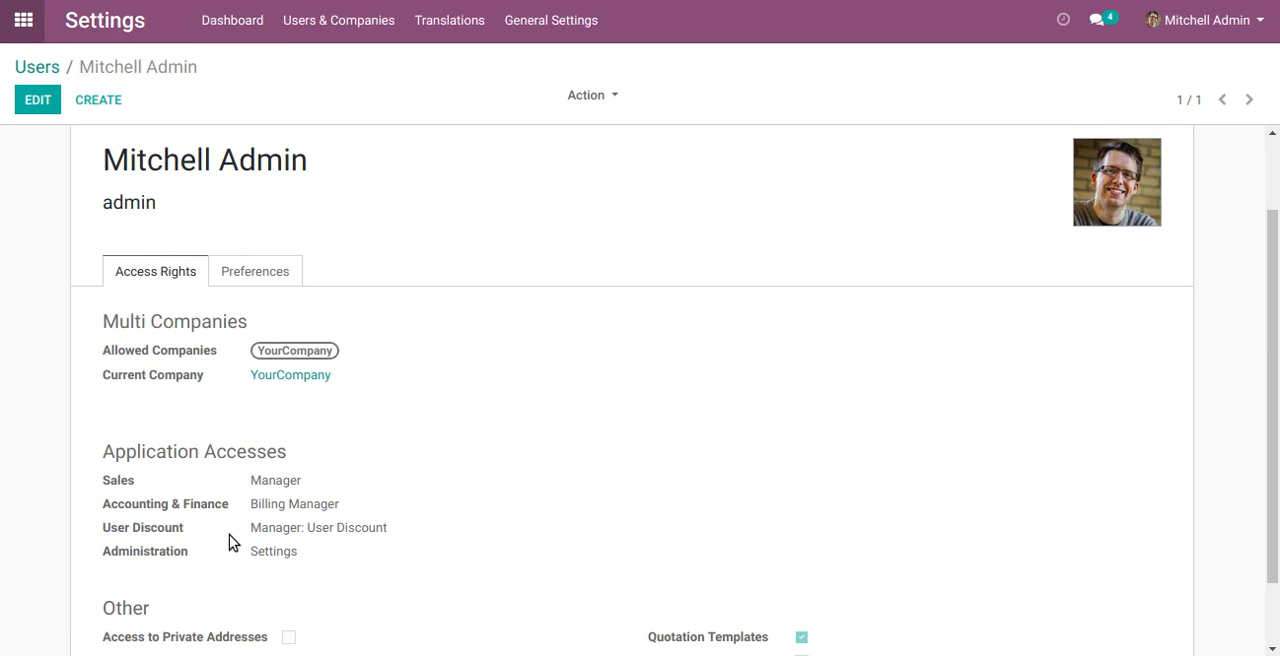 Settings Dashboard Users & Companies Translations General Settings 4 Mitchell Admin
Users / Mitchell Admin
EDIT CREATE Action 1 / 1
Mitchell Admin
admin
Access Rights Preferences
Multi Companies
Allowed Companies YourCompany
Current Company YourCompany
Application Accesses
Sales Manager
Accounting & Finance Billing Manager
User Discount Manager: User Discount
Administration Settings
Other
Access to Private Addresses Quotation Templates